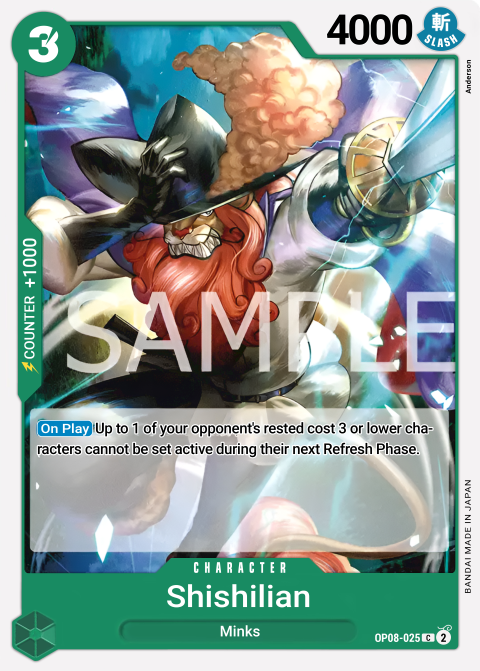 3
4000
斬
SLASH
Anderson
COUNTER +1000
SAMPLE
On Play Up to 1 of your opponent's rested cost 3 or lower cha-
racters cannot be set active during their next Refresh Phase.
BANDAI MADE IN JAPAN
CHARACTER
Shishilian
Minks
OP08-025 C 2